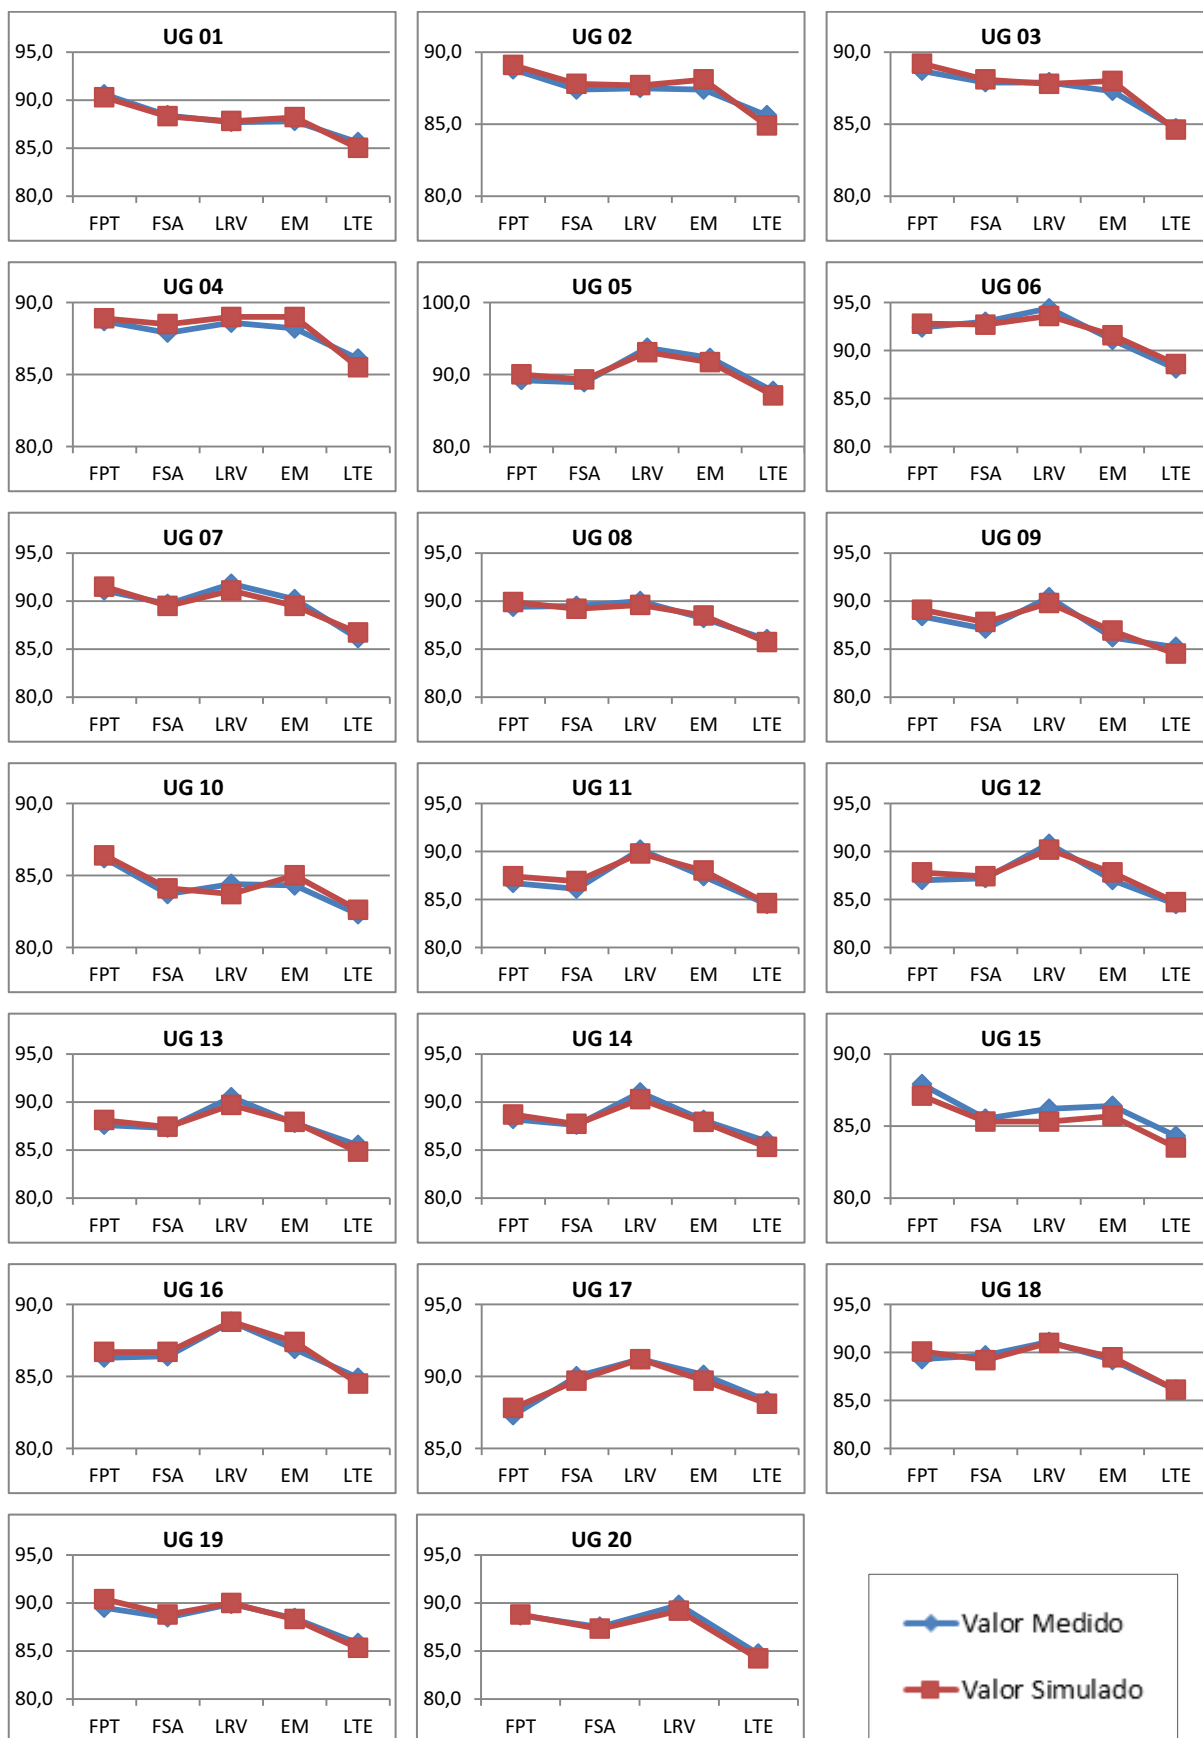 UG 01
95,0
90,0
85,0
80,0
FPT FSA LRV EM LTE
UG 02
90,0
85,0
80,0
FPT FSA LRV EM LTE
UG 03
90,0
85,0
80,0
FPT FSA LRV EM LTE
UG 04
90,0
85,0
80,0
FPT FSA LRV EM LTE
UG 05
100,0
90,0
80,0
FPT FSA LRV EM LTE
UG 06
95,0
90,0
85,0
80,0
FPT FSA LRV EM LTE
UG 07
95,0
90,0
85,0
80,0
FPT FSA LRV EM LTE
UG 08
95,0
90,0
85,0
80,0
FPT FSA LRV EM LTE
UG 09
95,0
90,0
85,0
80,0
FPT FSA LRV EM LTE
UG 10
90,0
85,0
80,0
FPT FSA LRV EM LTE
UG 11
95,0
90,0
85,0
80,0
FPT FSA LRV EM LTE
UG 12
95,0
90,0
85,0
80,0
FPT FSA LRV EM LTE
UG 13
95,0
90,0
85,0
80,0
FPT FSA LRV EM LTE
UG 14
95,0
90,0
85,0
80,0
FPT FSA LRV EM LTE
UG 15
90,0
85,0
80,0
FPT FSA LRV EM LTE
UG 16
90,0
85,0
80,0
FPT FSA LRV EM LTE
UG 17
95,0
90,0
85,0
FPT FSA LRV EM LTE
UG 18
95,0
90,0
85,0
80,0
FPT FSA LRV EM LTE
UG 19
95,0
90,0
85,0
80,0
FPT FSA LRV EM LTE
UG 20
95,0
90,0
85,0
80,0
FPT FSA LRV LTE
Valor Medido
Valor Simulado